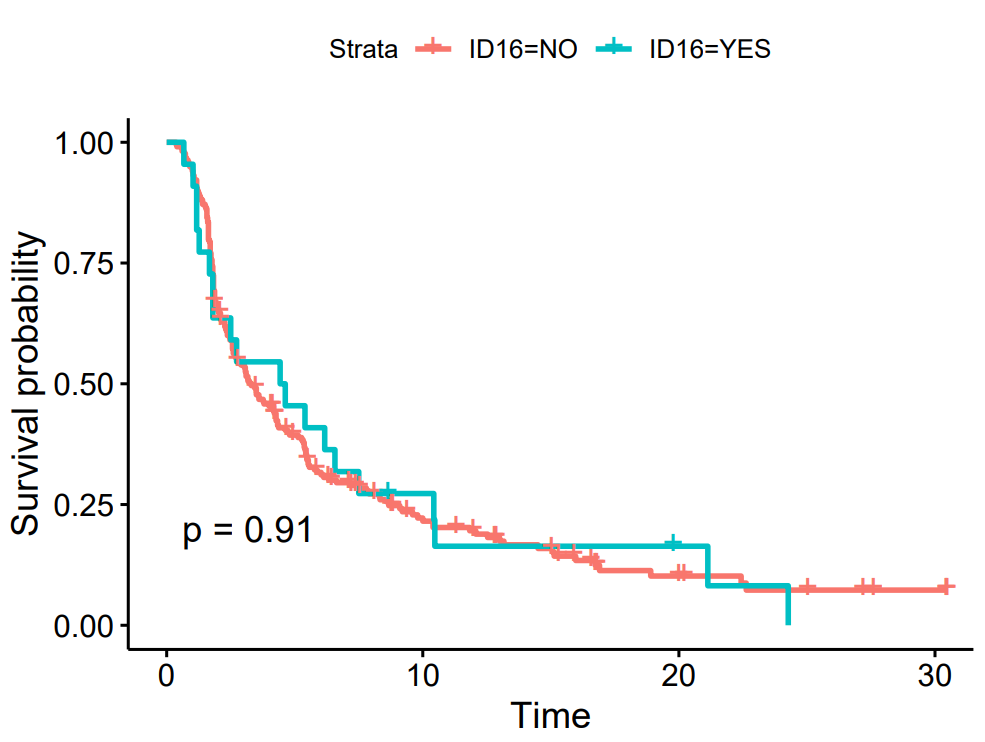 Strata ID16=NO ID16=YES
1.00
0.75
0.50
0.25
0.00
Survival probability
p = 0.91
0 10 20 30
Time